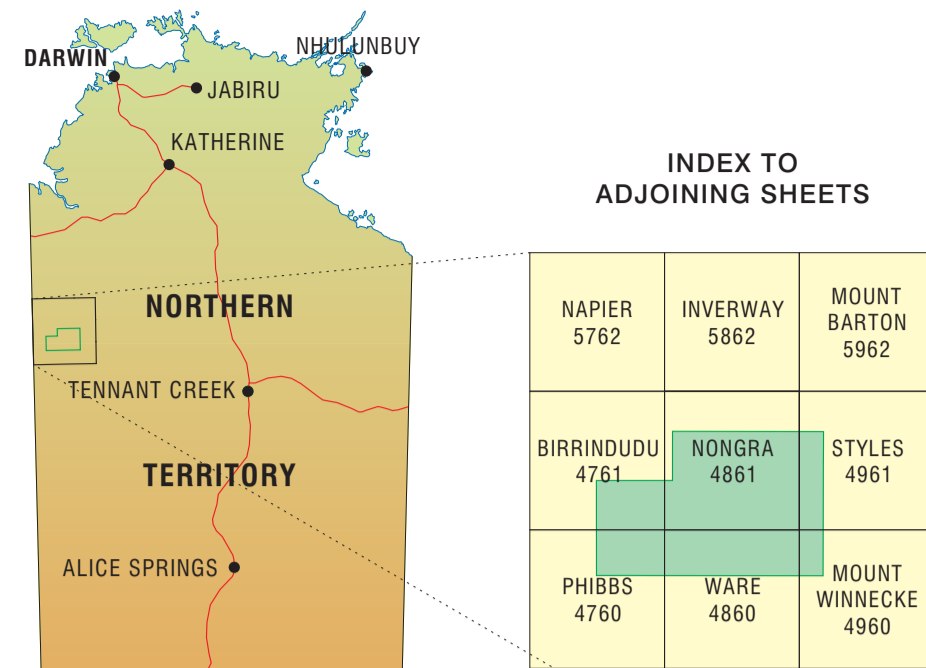 DARWIN
NHULUNBUY
JABIRU
KATHERINE
NORTHERN
TENNANT CREEK
TERRITORY
ALICE SPRINGS
INDEX TO
ADJOINING SHEETS
NAPIER
5762
INVERWAY
5862
MOUNT
BARTON
5962
BIRRINDUDU
4761
NONGRA
4861
STYLES
4961
PHIBBS
4760
WARE
4860
MOUNT
WINNECKE
4960